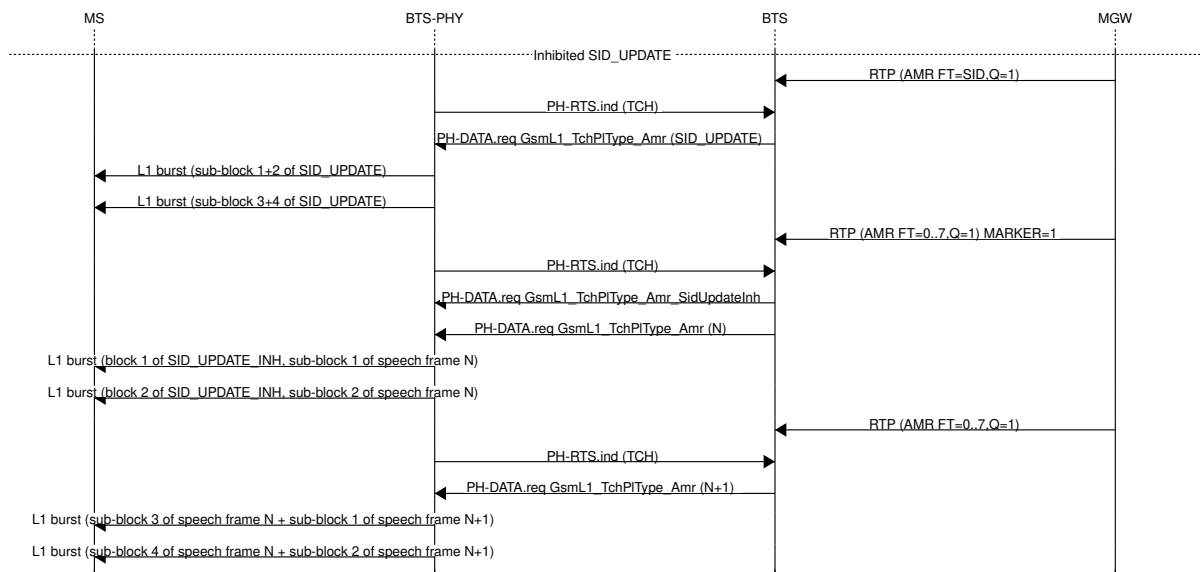 MS BTS-PHY BTS MGW
Inhibited SID_UPDATE
RTP (AMR FT=SID,Q=1)
PH-RTS.ind (TCH)
PH-DATA.req GsmL1_TchPlType_Amr (SID_UPDATE)
L1 burst (sub-block 1+2 of SID_UPDATE)
L1 burst (sub-block 3+4 of SID_UPDATE)
RTP (AMR FT=0..7,Q=1) MARKER=1
PH-RTS.ind (TCH)
PH-DATA.req GsmL1_TchPlType_Amr_SidUpdateInh
PH-DATA.req GsmL1_TchPlType_Amr (N)
L1 burst (block 1 of SID_UPDATE_INH, sub-block 1 of speech frame N)
L1 burst (block 2 of SID_UPDATE_INH, sub-block 2 of speech frame N)
RTP (AMR FT=0..7,Q=1)
PH-RTS.ind (TCH)
PH-DATA.req GsmL1_TchPlType_Amr (N+1)
L1 burst (sub-block 3 of speech frame N + sub-block 1 of speech frame N+1)
L1 burst (sub-block 4 of speech frame N + sub-block 2 of speech frame N+1)